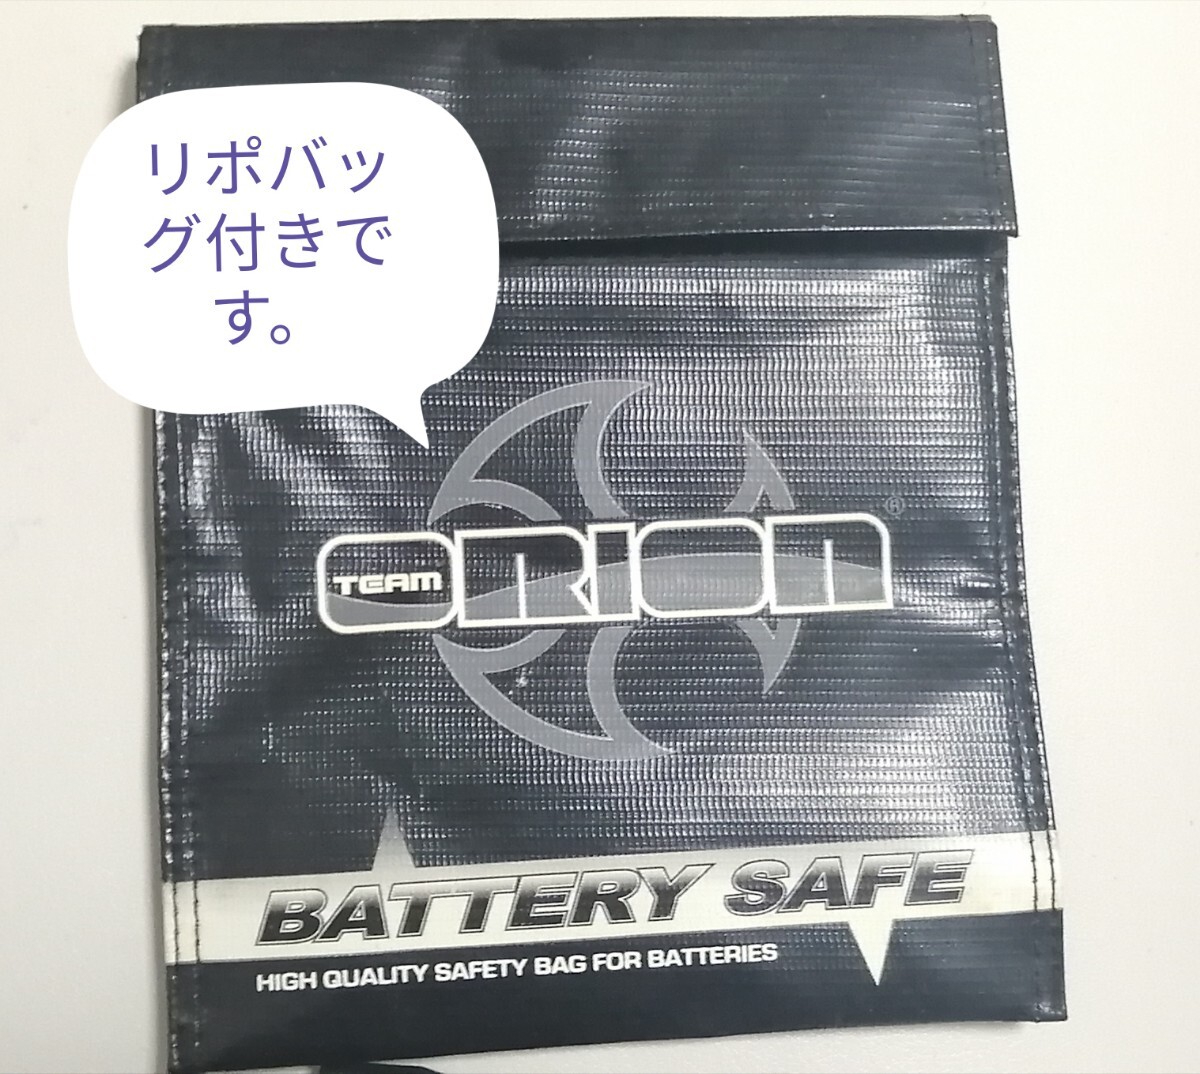 リポバッ
グ付きで
す。
TEAM
ORION
®
BATTERY SAFE
HIGH QUALITY SAFETY BAG FOR BATTERIES